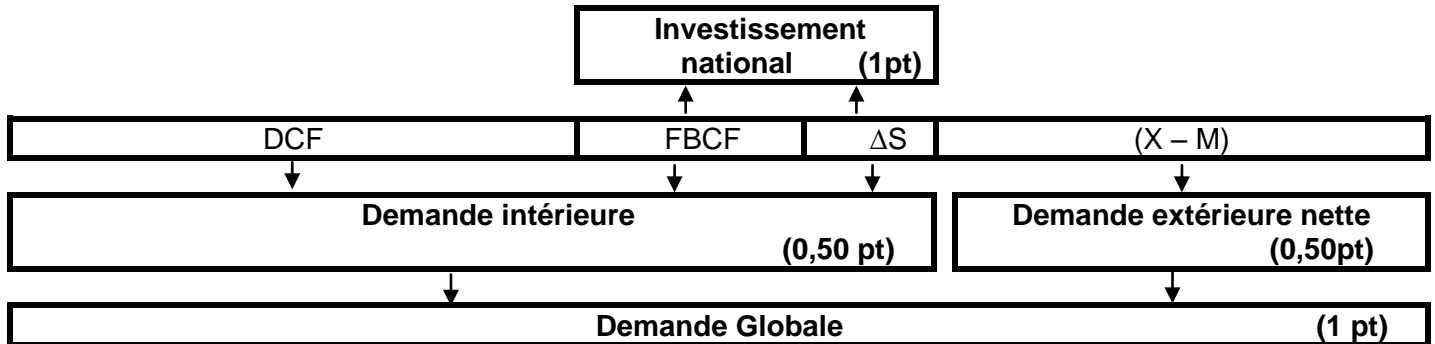 Investissement
national (1pt)
DCF FBCF ∆S (X – M)
Demande intérieure
(0,50 pt)
Demande extérieure nette
(0,50pt)
Demande Globale (1 pt)